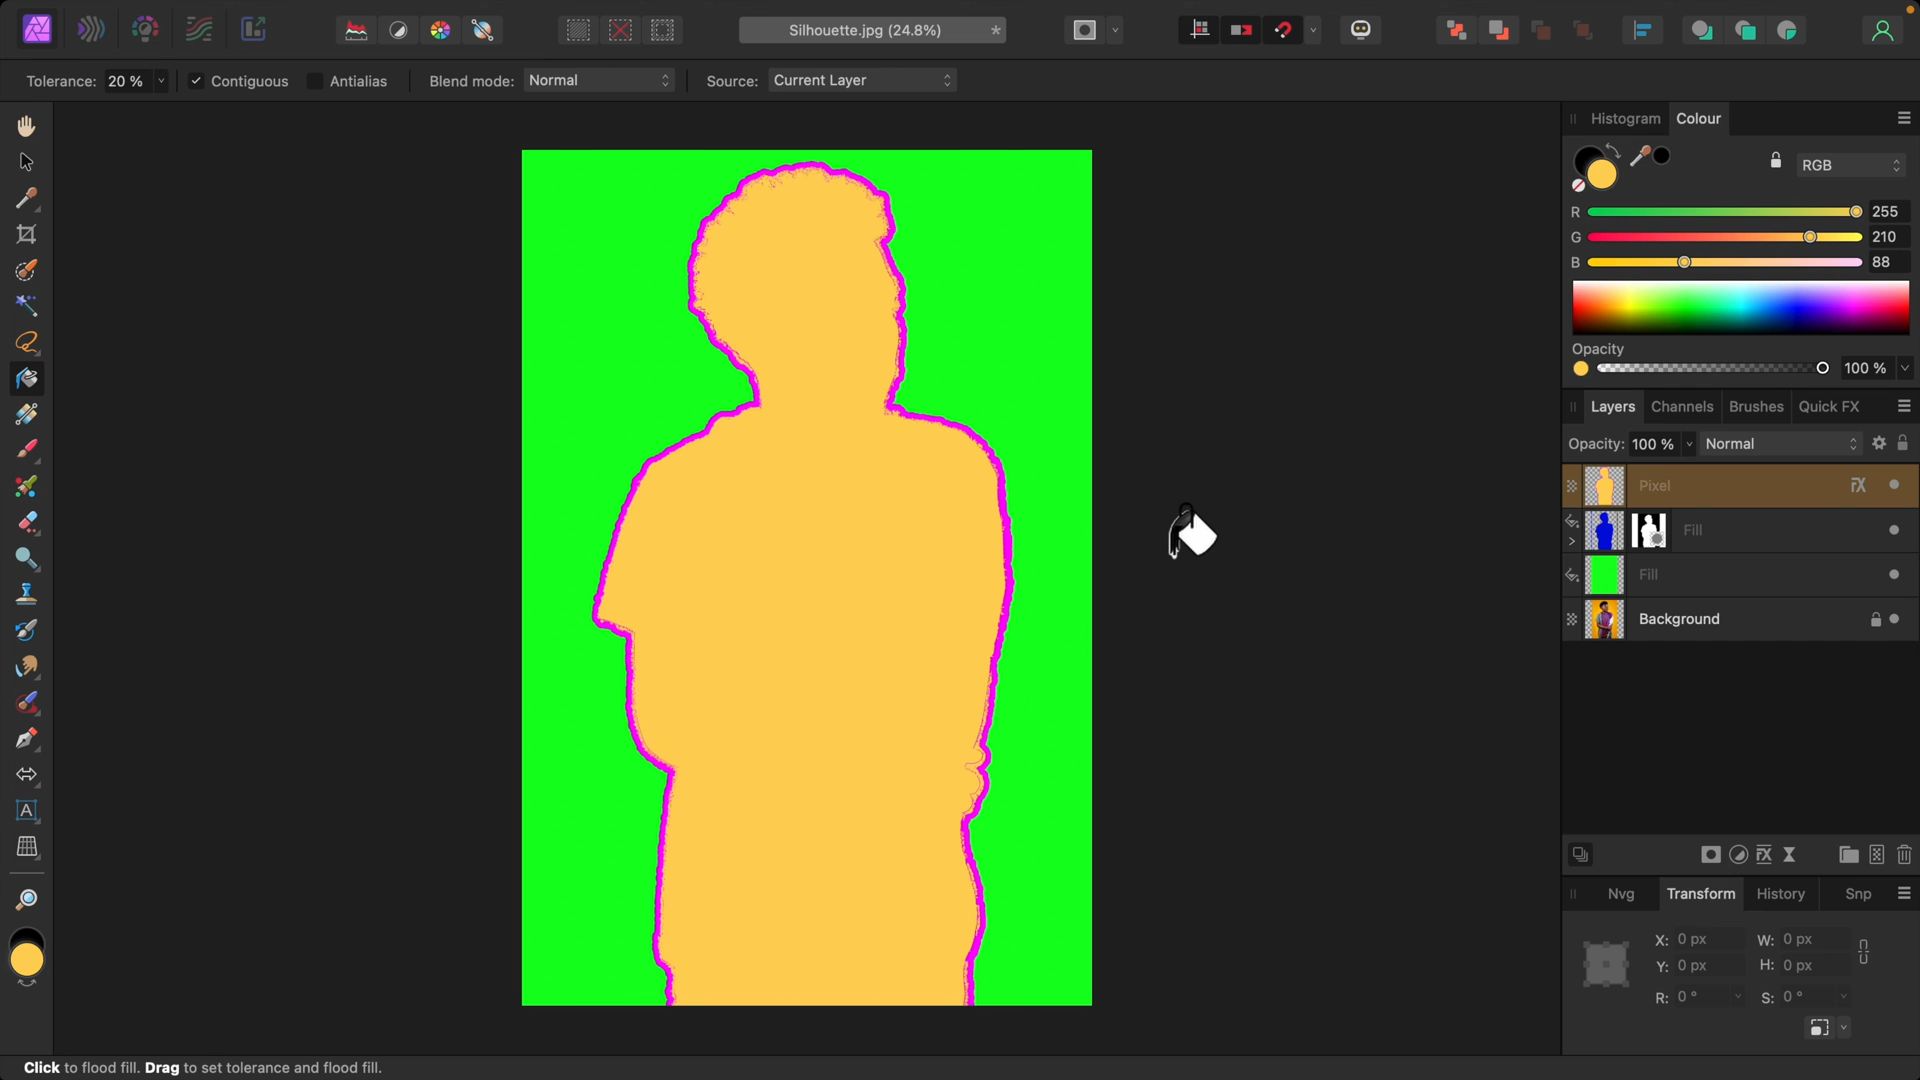 Silhouette.jpg (24.8%)
Tolerance: 20 % Contiguous Antialias Blend mode: Normal Source: Current Layer
Histogram Colour
RGB
R 255
G 210
B 88
Opacity
100 %
Layers Channels Brushes Quick FX
Opacity: 100 % Normal
Pixel
Fill
Fill
Background
Nvg Transform History Snp
X: 0 px W: 0 px
Y: 0 px H: 0 px
R: 0 ° S: 0 °
Click to flood fill. Drag to set tolerance and flood fill.